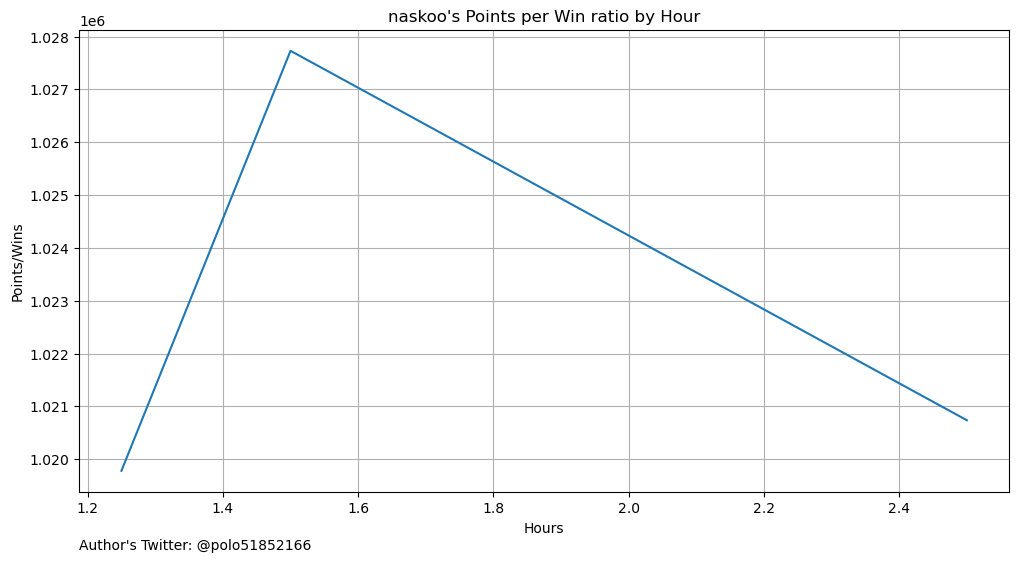 naskoo's Points per Win ratio by Hour
1e6
1.028
1.027
1.026
1.025
1.024
1.023
1.022
1.021
1.020
Points/Wins
1.2 1.4 1.6 1.8 2.0 2.2 2.4
Hours
Author's Twitter: @polo51852166